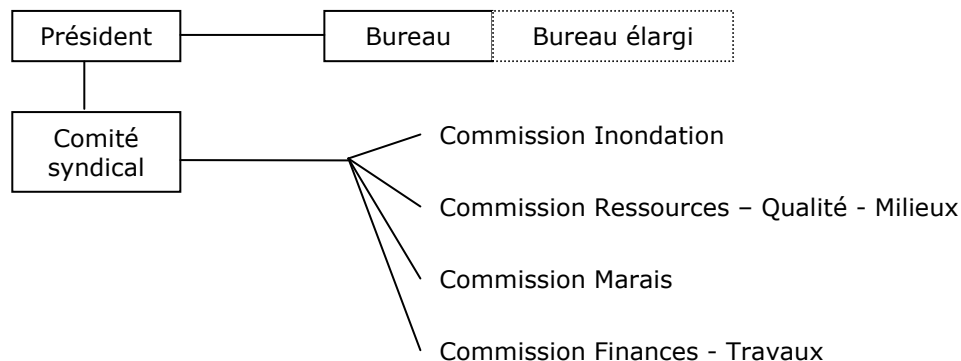 Président
Bureau
Bureau élargi
Comité
syndical
Commission Inondation
Commission Ressources – Qualité - Milieux
Commission Marais
Commission Finances - Travaux